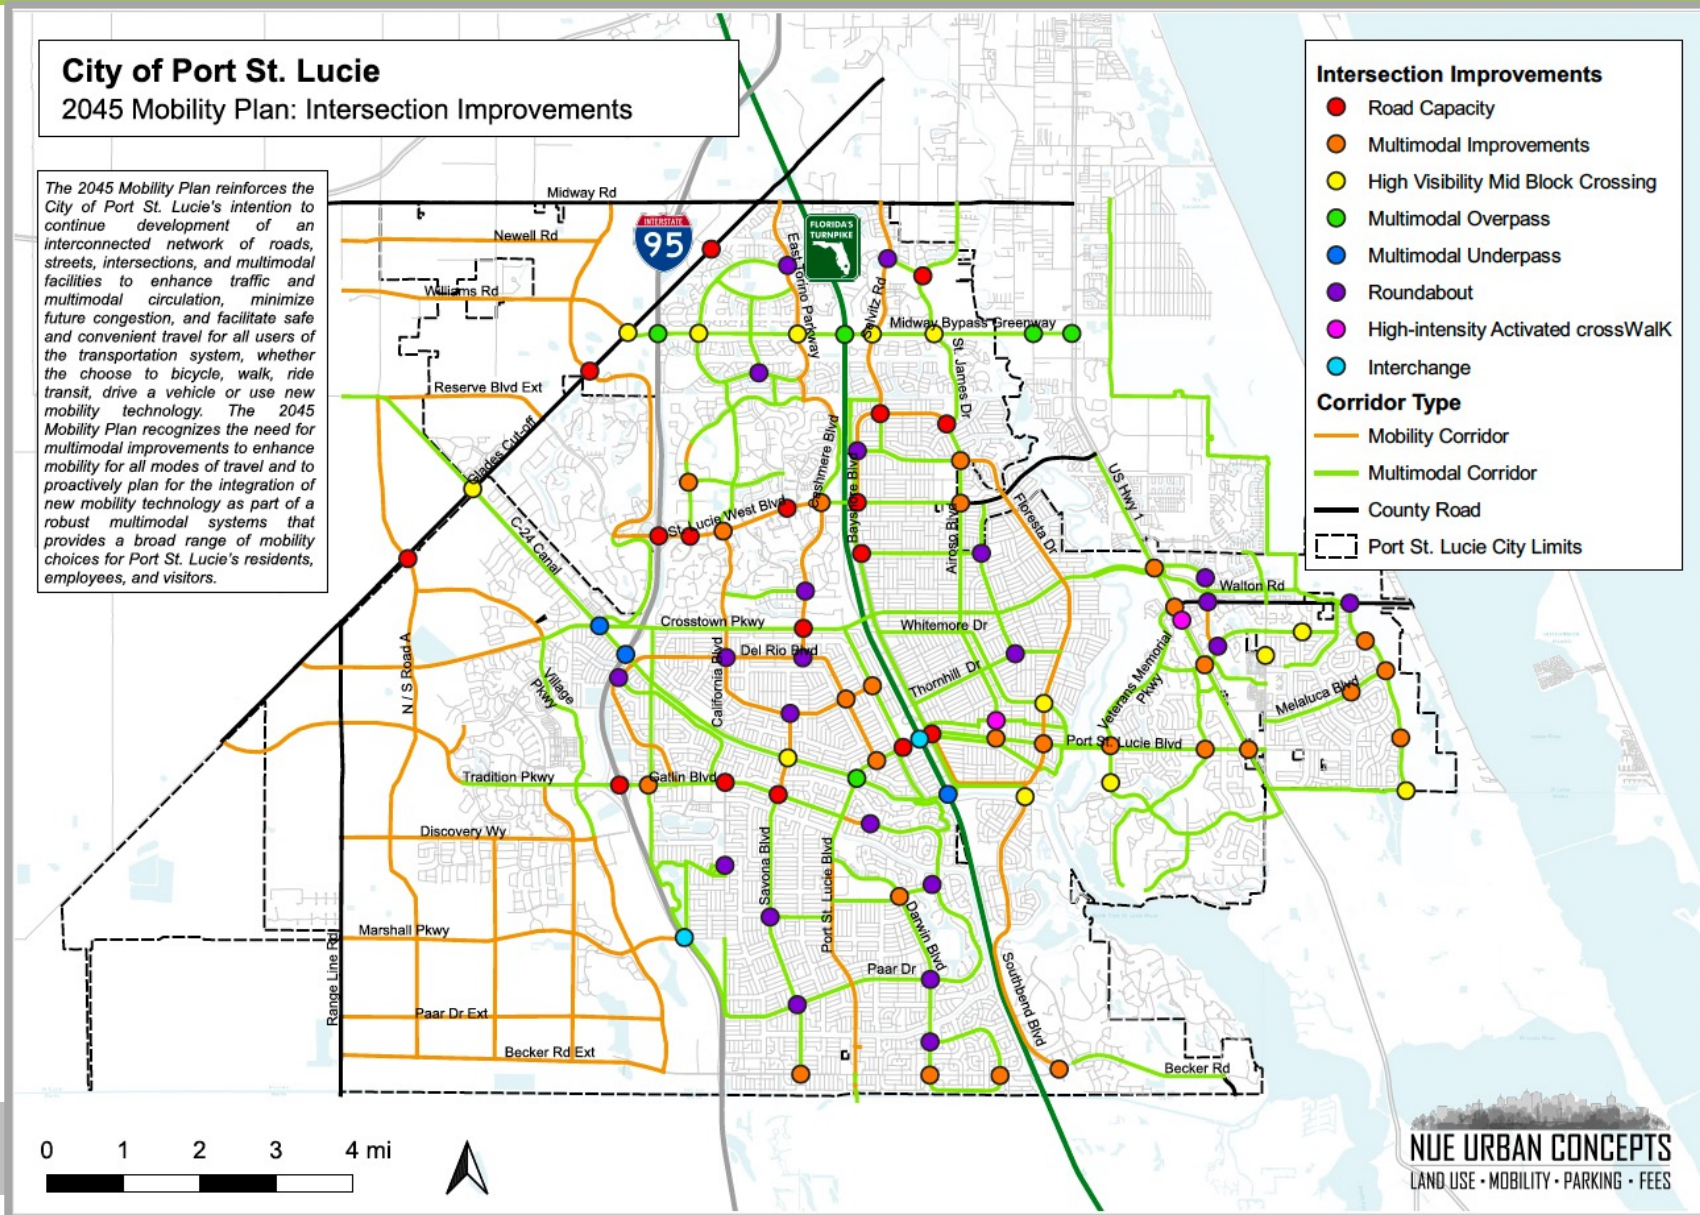 City of Port St. Lucie
2045 Mobility Plan: Intersection Improvements
The 2045 Mobility Plan reinforces the
City of Port St. Lucie's intention to
continue development of an
interconnected network of roads,
streets, intersections, and multimodal
facilities to enhance traffic and
multimodal circulation, minimize
future congestion, and facilitate safe
and convenient travel for all users of
the transportation system, whether
the choose to bicycle, walk, ride
transit, drive a vehicle or use new
mobility technology. The 2045
Mobility Plan recognizes the need for
multimodal improvements to enhance
mobility for all modes of travel and to
proactively plan for the integration of
new mobility technology as part of a
robust multimodal systems that
provides a broad range of mobility
choices for Port St. Lucie's residents,
employees, and visitors.
Intersection Improvements
Road Capacity
Multimodal Improvements
High Visibility Mid Block Crossing
Multimodal Overpass
Multimodal Underpass
Roundabout
High-intensity Activated crossWalK
Interchange
Corridor Type
Mobility Corridor
Multimodal Corridor
County Road
Port St. Lucie City Limits
Midway Rd
Newell Rd
INTERSTATE
95
FLORIDA'S
TURNPIKE
East Torino Parkway
Selvitz Rd
Williams Rd
Midway Bypass Greenway
St. James Dr
Reserve Blvd Ext
Glades Cut-off
Cashmere Blvd
Bayshore Blvd
US Hwy 1
St. Lucie West Blvd
Floresta Dr
Airoso Blvd
C-24 Canal
Walton Rd
Crosstown Pkwy
Whitemore Dr
Del Rio Blvd
California Blvd
N / S Road A
Village
Pkwy
Thornhill Dr
Veterans Memorial
Pkwy
Melaluca Blvd
Port St. Lucie Blvd
Tradition Pkwy
Gatlin Blvd
Discovery Wy
Savona Blvd
Port St. Lucie Blvd
Darwin Blvd
Marshall Pkwy
Range Line Rd
Paar Dr
Southbend Blvd
Paar Dr Ext
Becker Rd Ext
Becker Rd
0 1 2 3 4 mi
NUE URBAN CONCEPTS
LAND USE • MOBILITY • PARKING • FEES